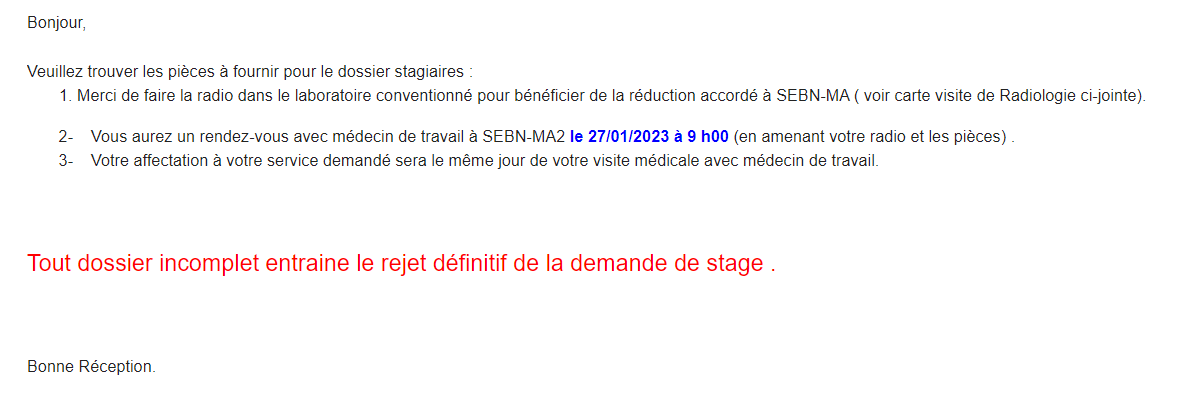 Bonjour,
Veuillez trouver les pièces à fournir pour le dossier stagiaires :
1. Merci de faire la radio dans le laboratoire conventionné pour bénéficier de la réduction accordé à SEBN-MA ( voir carte visite de Radiologie ci-jointe).
2- Vous aurez un rendez-vous avec médecin de travail à SEBN-MA2 le 27/01/2023 à 9 h00 (en amenant votre radio et les pièces) .
3- Votre affectation à votre service demandé sera le même jour de votre visite médicale avec médecin de travail.
Tout dossier incomplet entraine le rejet définitif de la demande de stage .
Bonne Réception.